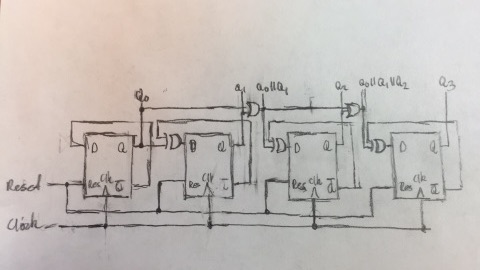 Q0 Q1 Q0||Q1 Q2 Q0||Q1||Q2 Q3
D Q D Q D Q D Q
Reset Res Clk Q̅ Res Clk Q̅ Res Clk Q̅ Res Clk Q̅
Clock